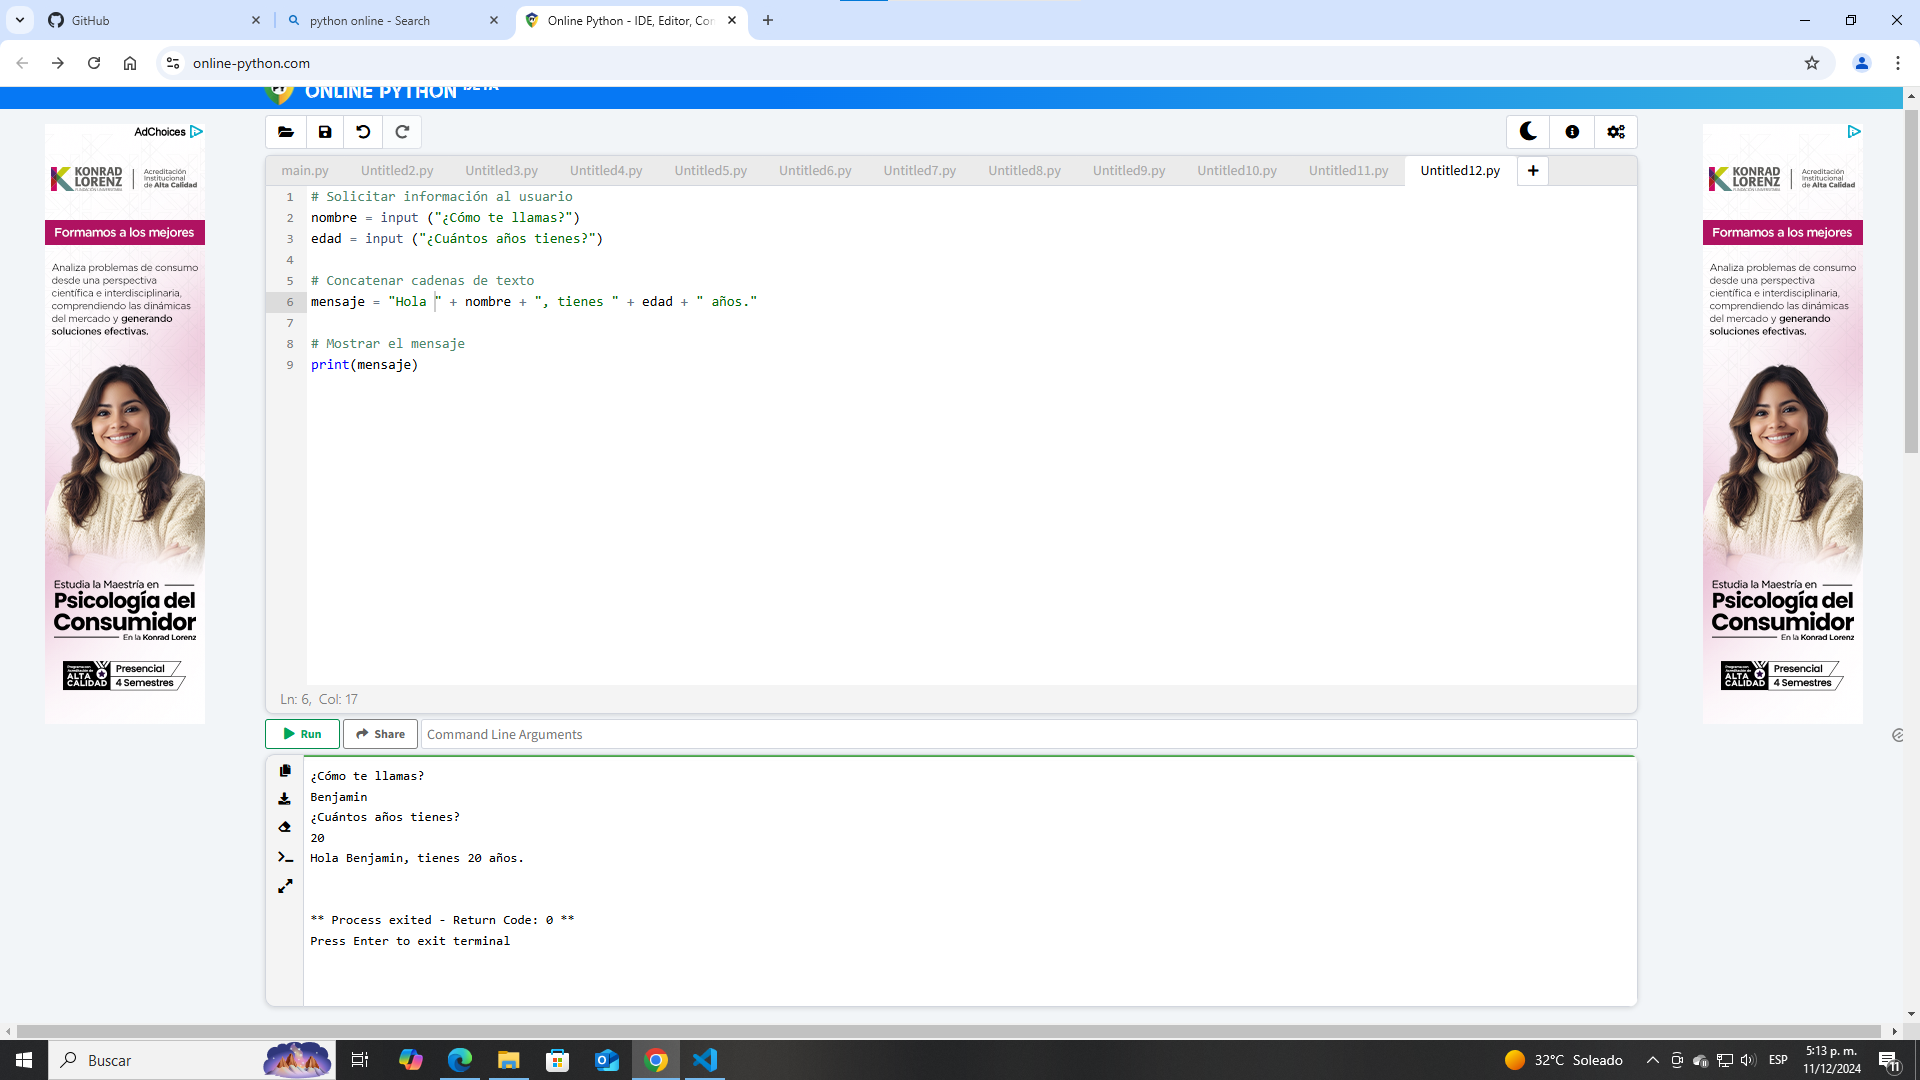 GitHub
python online - Search
Online Python - IDE, Editor, Con
online-python.com
ONLINE PYTHON BETA
AdChoices
KONRAD LORENZ
FUNDACIÓN UNIVERSITARIA
Acreditación Institucional de Alta Calidad
Formamos a los mejores
Analiza problemas de consumo
desde una perspectiva
científica e interdisciplinaria,
comprendiendo las dinámicas
del mercado y generando
soluciones efectivas.
Estudia la Maestría en
Psicología del
Consumidor
En la Konrad Lorenz
ALTA CALIDAD
Presencial
4 Semestres
main.py
Untitled2.py
Untitled3.py
Untitled4.py
Untitled5.py
Untitled6.py
Untitled7.py
Untitled8.py
Untitled9.py
Untitled10.py
Untitled11.py
Untitled12.py
+
1 # Solicitar información al usuario
2 nombre = input ("¿Cómo te llamas?")
3 edad = input ("¿Cuántos años tienes?")
4
5 # Concatenar cadenas de texto
6 mensaje = "Hola " + nombre + ", tienes " + edad + " años."
7
8 # Mostrar el mensaje
9 print(mensaje)
Ln: 6, Col: 17
Run
Share
Command Line Arguments
¿Cómo te llamas?
Benjamin
¿Cuántos años tienes?
20
Hola Benjamin, tienes 20 años.
** Process exited - Return Code: 0 **
Press Enter to exit terminal
KONRAD LORENZ
FUNDACIÓN UNIVERSITARIA
Acreditación Institucional de Alta Calidad
Formamos a los mejores
Analiza problemas de consumo
desde una perspectiva
científica e interdisciplinaria,
comprendiendo las dinámicas
del mercado y generando
soluciones efectivas.
Estudia la Maestría en
Psicología del
Consumidor
En la Konrad Lorenz
ALTA CALIDAD
Presencial
4 Semestres
Buscar
32°C Soleado
ESP
5:13 p. m.
11/12/2024
11